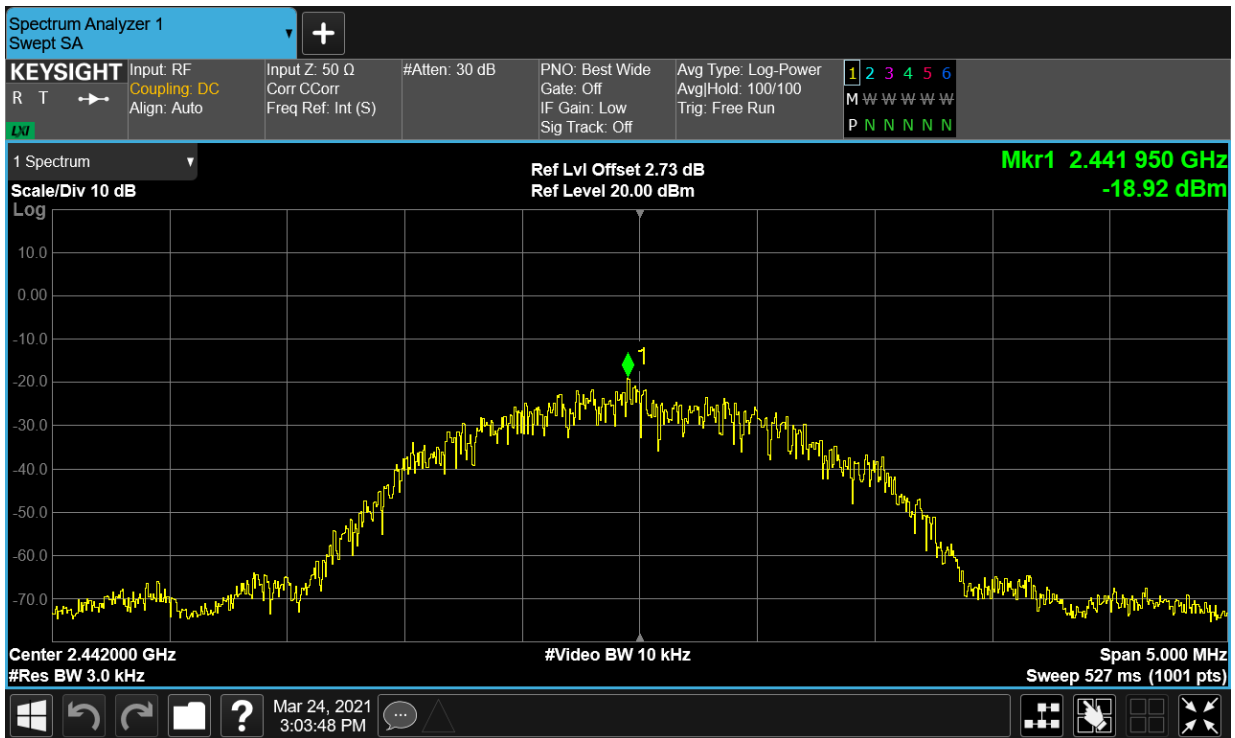 Spectrum Analyzer 1
Swept SA
KEYSIGHT
R T
LXI
Input: RF
Coupling: DC
Align: Auto
Input Z: 50 Ω
Corr CCorr
Freq Ref: Int (S)
#Atten: 30 dB
PNO: Best Wide
Gate: Off
IF Gain: Low
Sig Track: Off
Avg Type: Log-Power
Avg|Hold: 100/100
Trig: Free Run
1 2 3 4 5 6
M W W W W W
P N N N N N
1 Spectrum
Scale/Div 10 dB
Log
Ref Lvl Offset 2.73 dB
Ref Level 20.00 dBm
Mkr1 2.441 950 GHz
-18.92 dBm
10.0
0.00
-10.0
-20.0
-30.0
-40.0
-50.0
-60.0
-70.0
1
Center 2.442000 GHz
#Res BW 3.0 kHz
#Video BW 10 kHz
Span 5.000 MHz
Sweep 527 ms (1001 pts)
?
Mar 24, 2021
3:03:48 PM